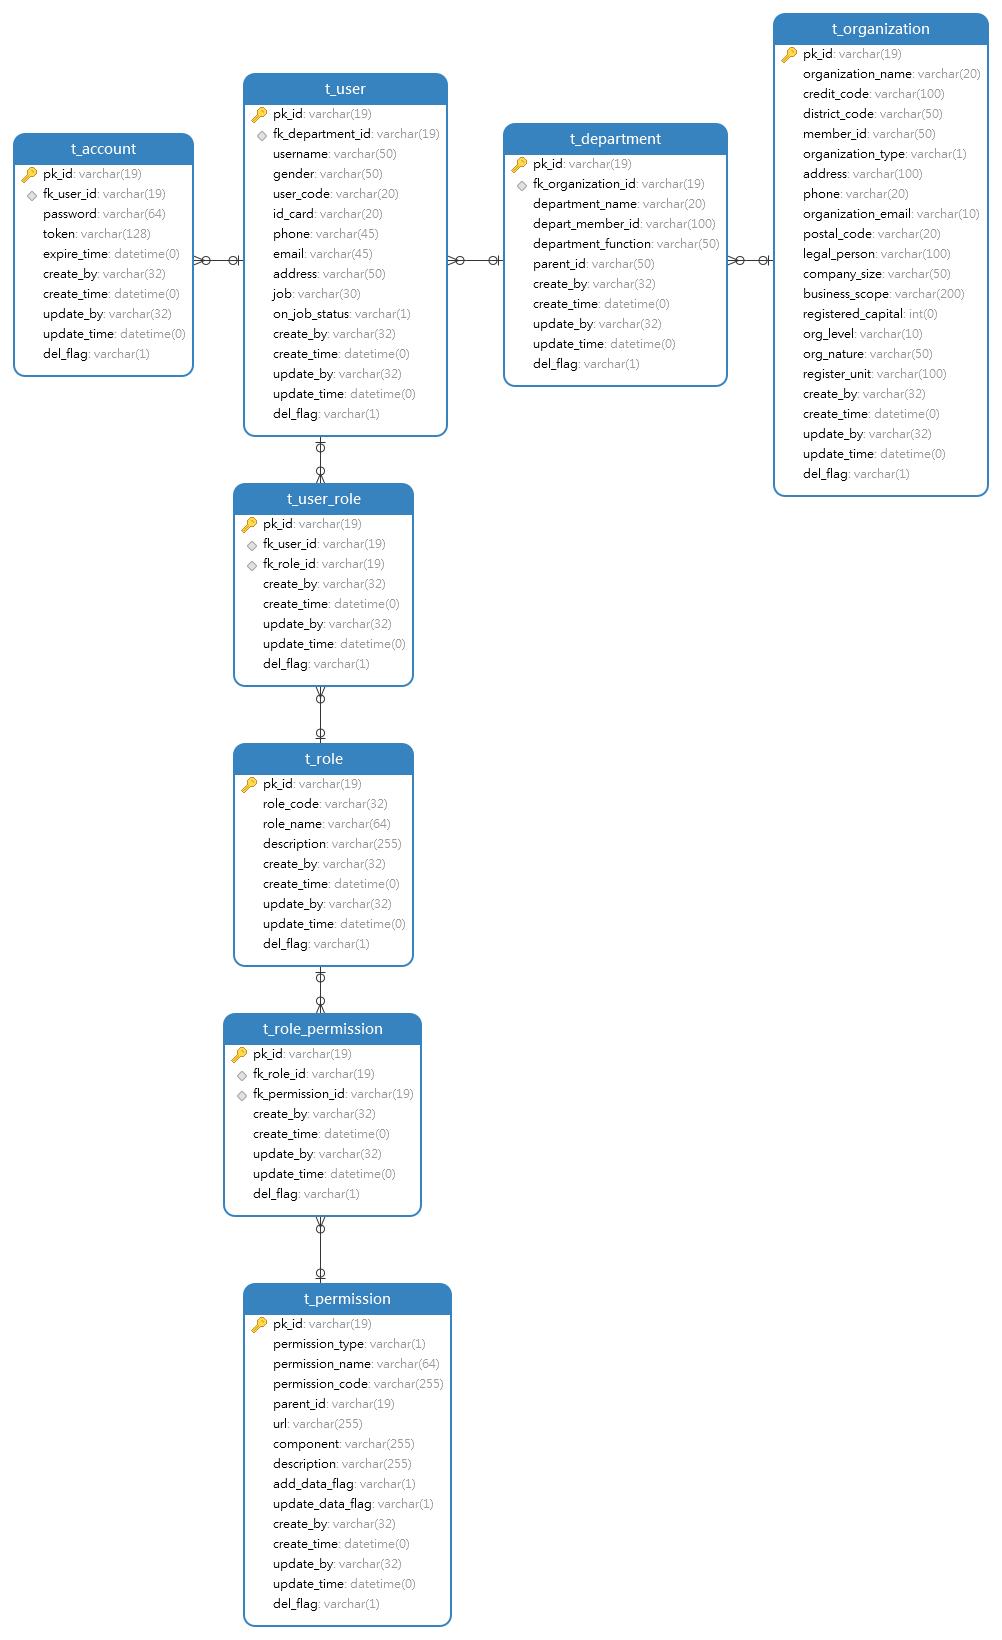 t_account
pk_id: varchar(19)
fk_user_id: varchar(19)
password: varchar(64)
token: varchar(128)
expire_time: datetime(0)
create_by: varchar(32)
create_time: datetime(0)
update_by: varchar(32)
update_time: datetime(0)
del_flag: varchar(1)
t_user
pk_id: varchar(19)
fk_department_id: varchar(19)
username: varchar(50)
gender: varchar(50)
user_code: varchar(20)
id_card: varchar(20)
phone: varchar(45)
email: varchar(45)
address: varchar(50)
job: varchar(30)
on_job_status: varchar(1)
create_by: varchar(32)
create_time: datetime(0)
update_by: varchar(32)
update_time: datetime(0)
del_flag: varchar(1)
t_department
pk_id: varchar(19)
fk_organization_id: varchar(19)
department_name: varchar(20)
depart_member_id: varchar(100)
department_function: varchar(50)
parent_id: varchar(50)
create_by: varchar(32)
create_time: datetime(0)
update_by: varchar(32)
update_time: datetime(0)
del_flag: varchar(1)
t_organization
pk_id: varchar(19)
organization_name: varchar(20)
credit_code: varchar(100)
district_code: varchar(50)
member_id: varchar(50)
organization_type: varchar(1)
address: varchar(100)
phone: varchar(20)
organization_email: varchar(10)
postal_code: varchar(20)
legal_person: varchar(100)
company_size: varchar(50)
business_scope: varchar(200)
registered_capital: int(0)
org_level: varchar(10)
org_nature: varchar(50)
register_unit: varchar(100)
create_by: varchar(32)
create_time: datetime(0)
update_by: varchar(32)
update_time: datetime(0)
del_flag: varchar(1)
t_user_role
pk_id: varchar(19)
fk_user_id: varchar(19)
fk_role_id: varchar(19)
create_by: varchar(32)
create_time: datetime(0)
update_by: varchar(32)
update_time: datetime(0)
del_flag: varchar(1)
t_role
pk_id: varchar(19)
role_code: varchar(32)
role_name: varchar(64)
description: varchar(255)
create_by: varchar(32)
create_time: datetime(0)
update_by: varchar(32)
update_time: datetime(0)
del_flag: varchar(1)
t_role_permission
pk_id: varchar(19)
fk_role_id: varchar(19)
fk_permission_id: varchar(19)
create_by: varchar(32)
create_time: datetime(0)
update_by: varchar(32)
update_time: datetime(0)
del_flag: varchar(1)
t_permission
pk_id: varchar(19)
permission_type: varchar(1)
permission_name: varchar(64)
permission_code: varchar(255)
parent_id: varchar(19)
url: varchar(255)
component: varchar(255)
description: varchar(255)
add_data_flag: varchar(1)
update_data_flag: varchar(1)
create_by: varchar(32)
create_time: datetime(0)
update_by: varchar(32)
update_time: datetime(0)
del_flag: varchar(1)